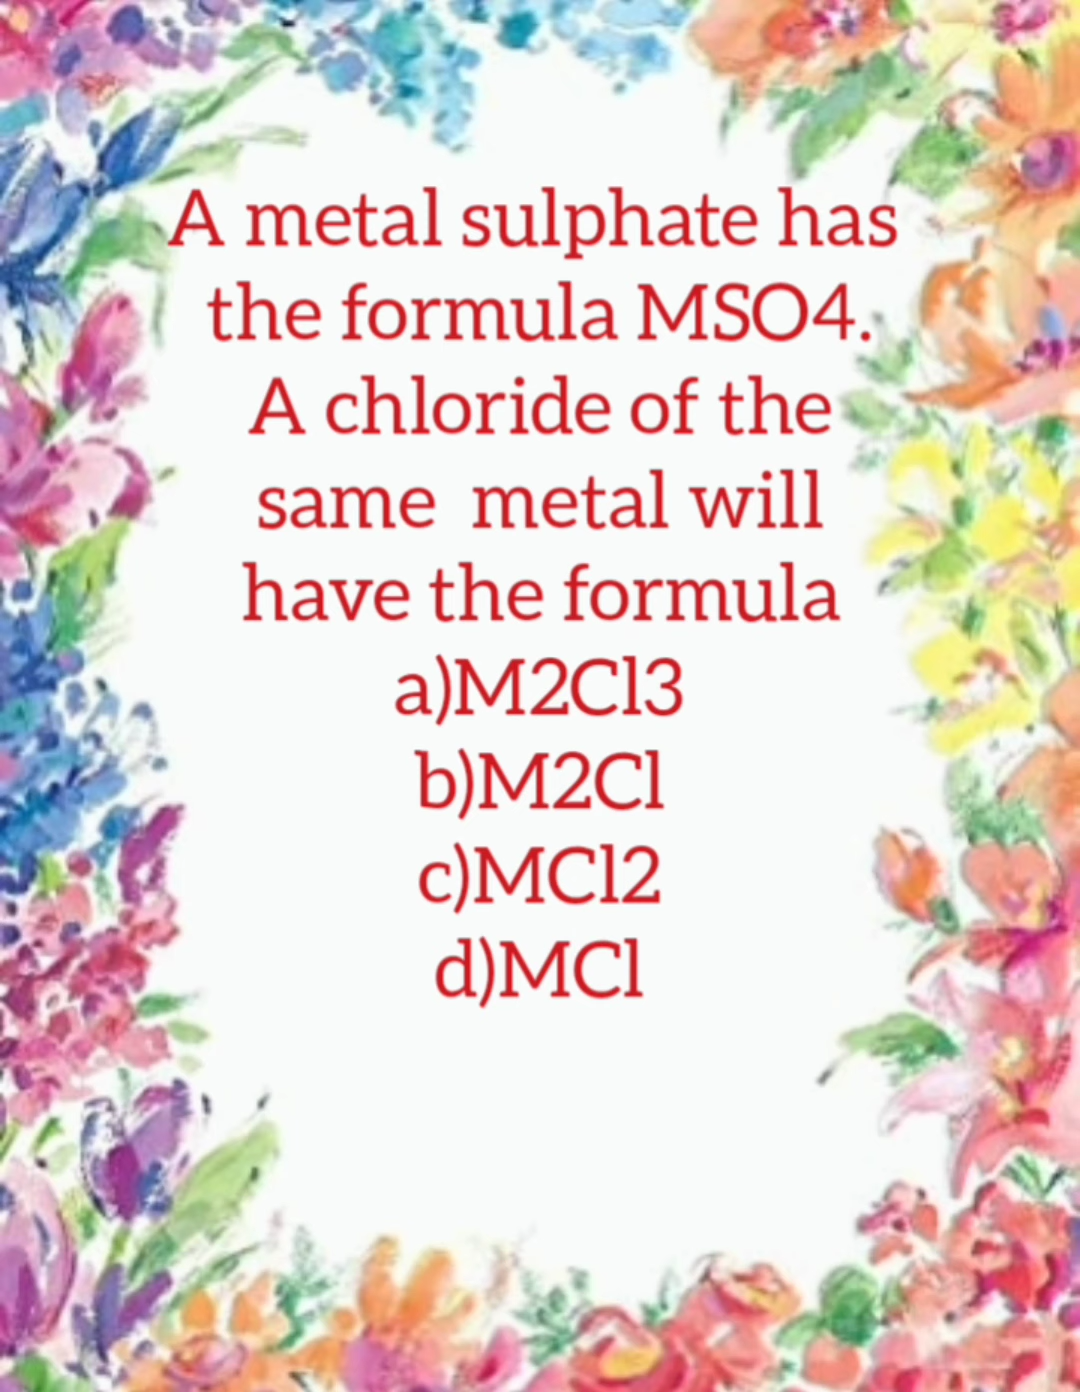 A metal sulphate has
the formula MSO4.
A chloride of the
same  metal will
have the formula
a)M2Cl3
b)M2Cl
c)MCl2
d)MCl